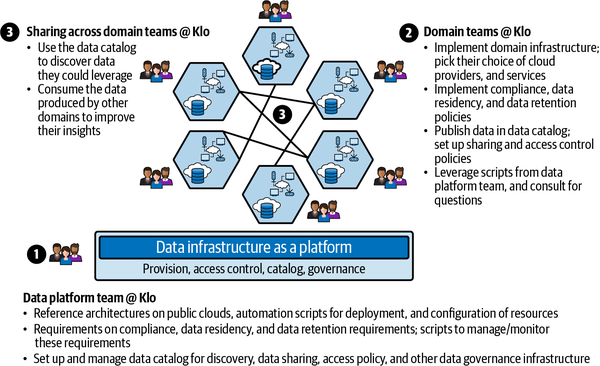 3 Sharing across domain teams @ Klo
• Use the data catalog
to discover data
they could leverage
• Consume the data
produced by other
domains to improve
their insights
3
2 Domain teams @ Klo
• Implement domain infrastructure;
pick their choice of cloud
providers, and services
• Implement compliance, data
residency, and data retention
policies
• Publish data in data catalog;
set up sharing and access control
policies
• Leverage scripts from data
platform team, and consult for
questions
1
Data infrastructure as a platform
Provision, access control, catalog, governance
Data platform team @ Klo
• Reference architectures on public clouds, automation scripts for deployment, and configuration of resources
• Requirements on compliance, data residency, and data retention requirements; scripts to manage/monitor
these requirements
• Set up and manage data catalog for discovery, data sharing, access policy, and other data governance infrastructure